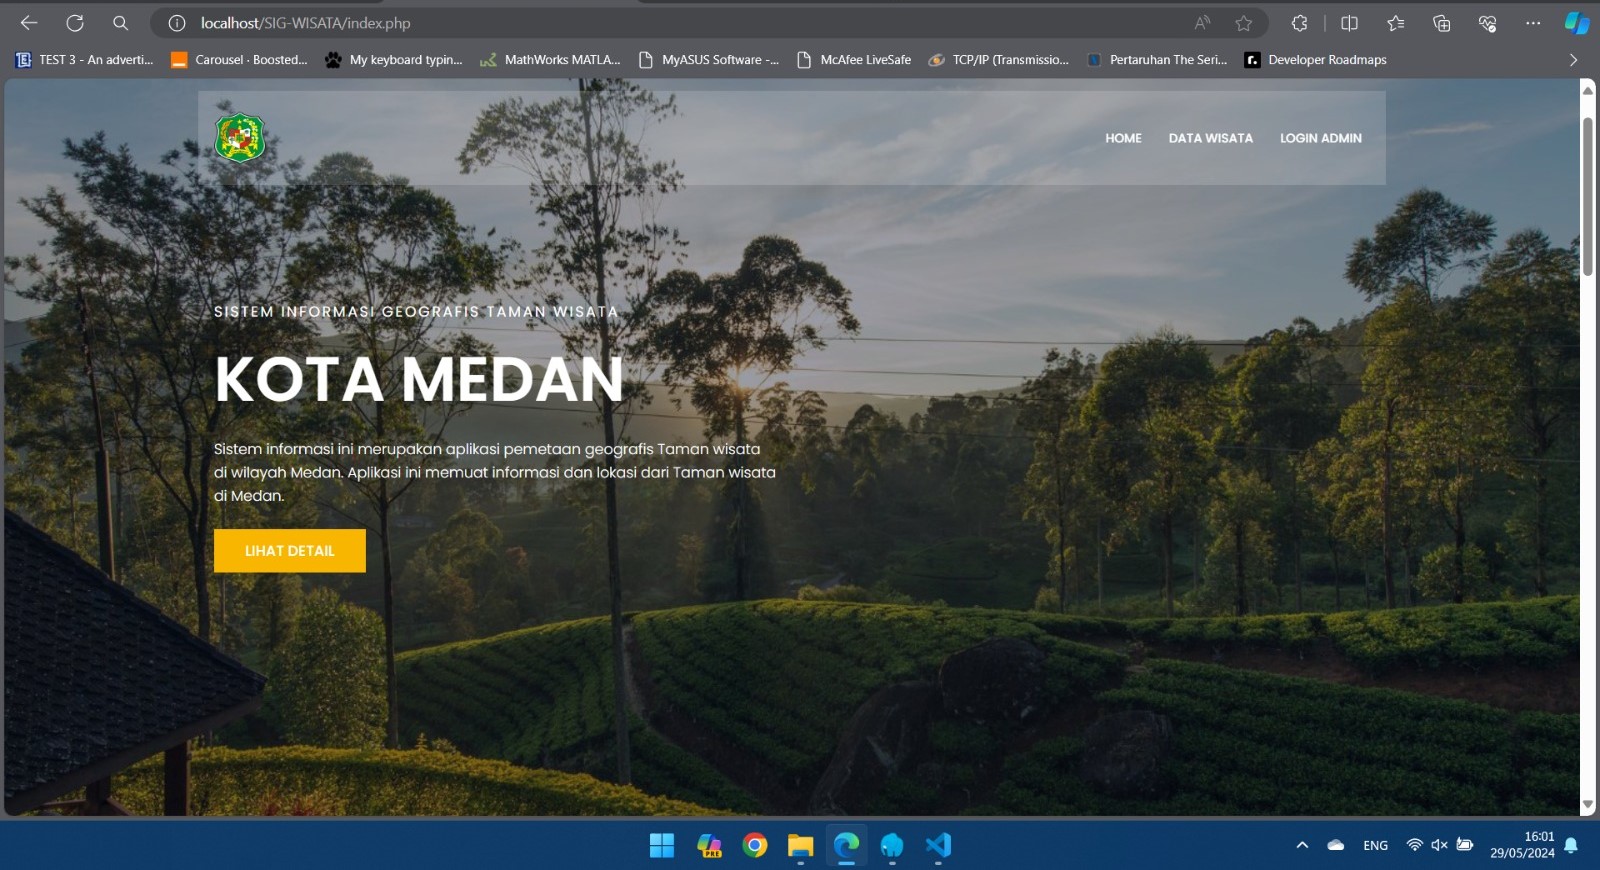 localhost/SIG-WISATA/index.php
TEST 3 - An adverti...
Carousel · Boosted...
My keyboard typin...
MathWorks MATLA...
MyASUS Software -...
McAfee LiveSafe
TCP/IP (Transmissio...
Pertaruhan The Seri...
Developer Roadmaps
HOME
DATA WISATA
LOGIN ADMIN
SISTEM INFORMASI GEOGRAFIS TAMAN WISATA
KOTA MEDAN
Sistem informasi ini merupakan aplikasi pemetaan geografis Taman wisata
di wilayah Medan. Aplikasi ini memuat informasi dan lokasi dari Taman wisata
di Medan.
LIHAT DETAIL
PRE
ENG
16:01
29/05/2024